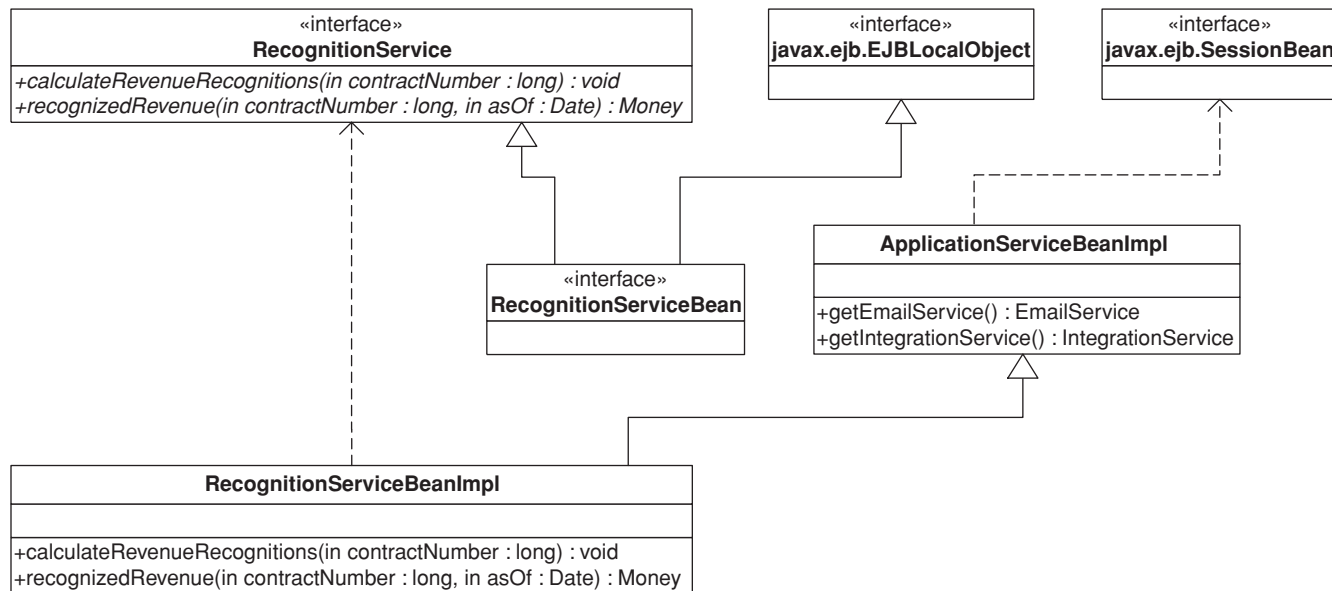 «interface»
RecognitionService
+calculateRevenueRecognitions(in contractNumber : long) : void
+recognizedRevenue(in contractNumber : long, in asOf : Date) : Money
«interface»
javax.ejb.EJBLocalObject
«interface»
javax.ejb.SessionBean
ApplicationServiceBeanImpl
+getEmailService() : EmailService
+getIntegrationService() : IntegrationService
«interface»
RecognitionServiceBean
RecognitionServiceBeanImpl
+calculateRevenueRecognitions(in contractNumber : long) : void
+recognizedRevenue(in contractNumber : long, in asOf : Date) : Money